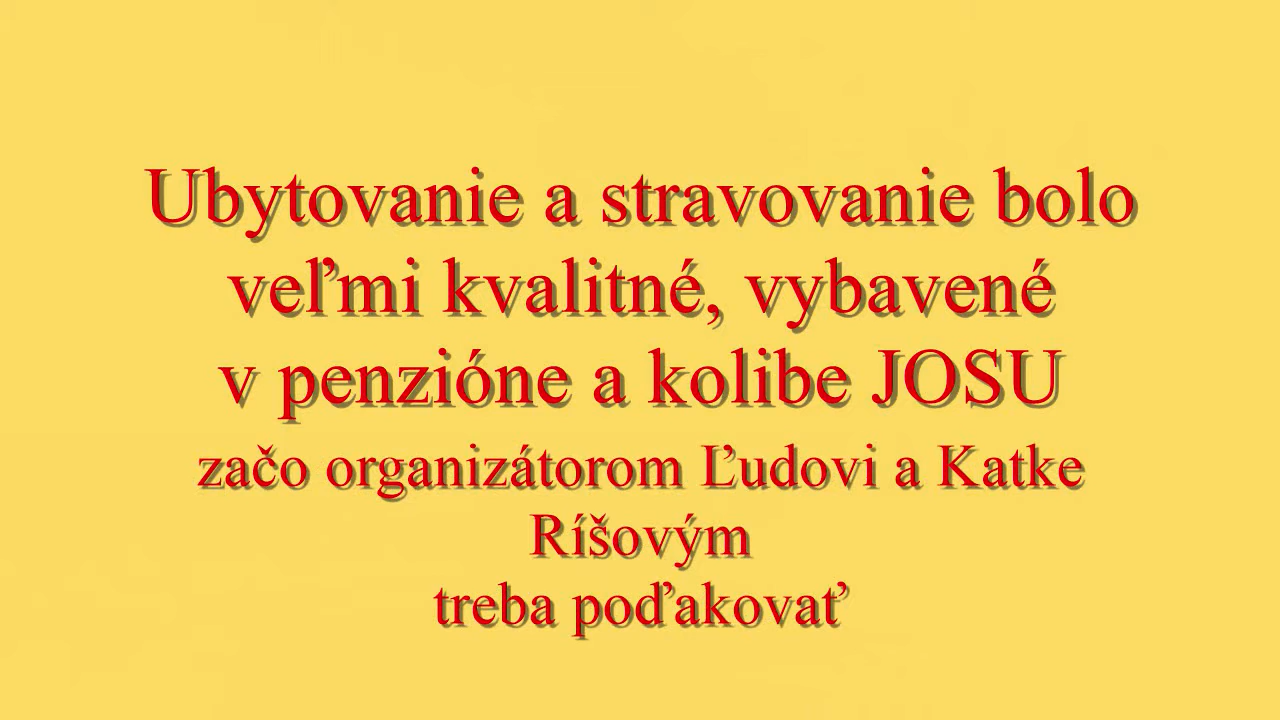 Ubytovanie a stravovanie bolo
veľmi kvalitné, vybavené
v penzióne a kolibe JOSU
začo organizátorom Ľudovi a Katke
Ríšovým
treba poďakovať